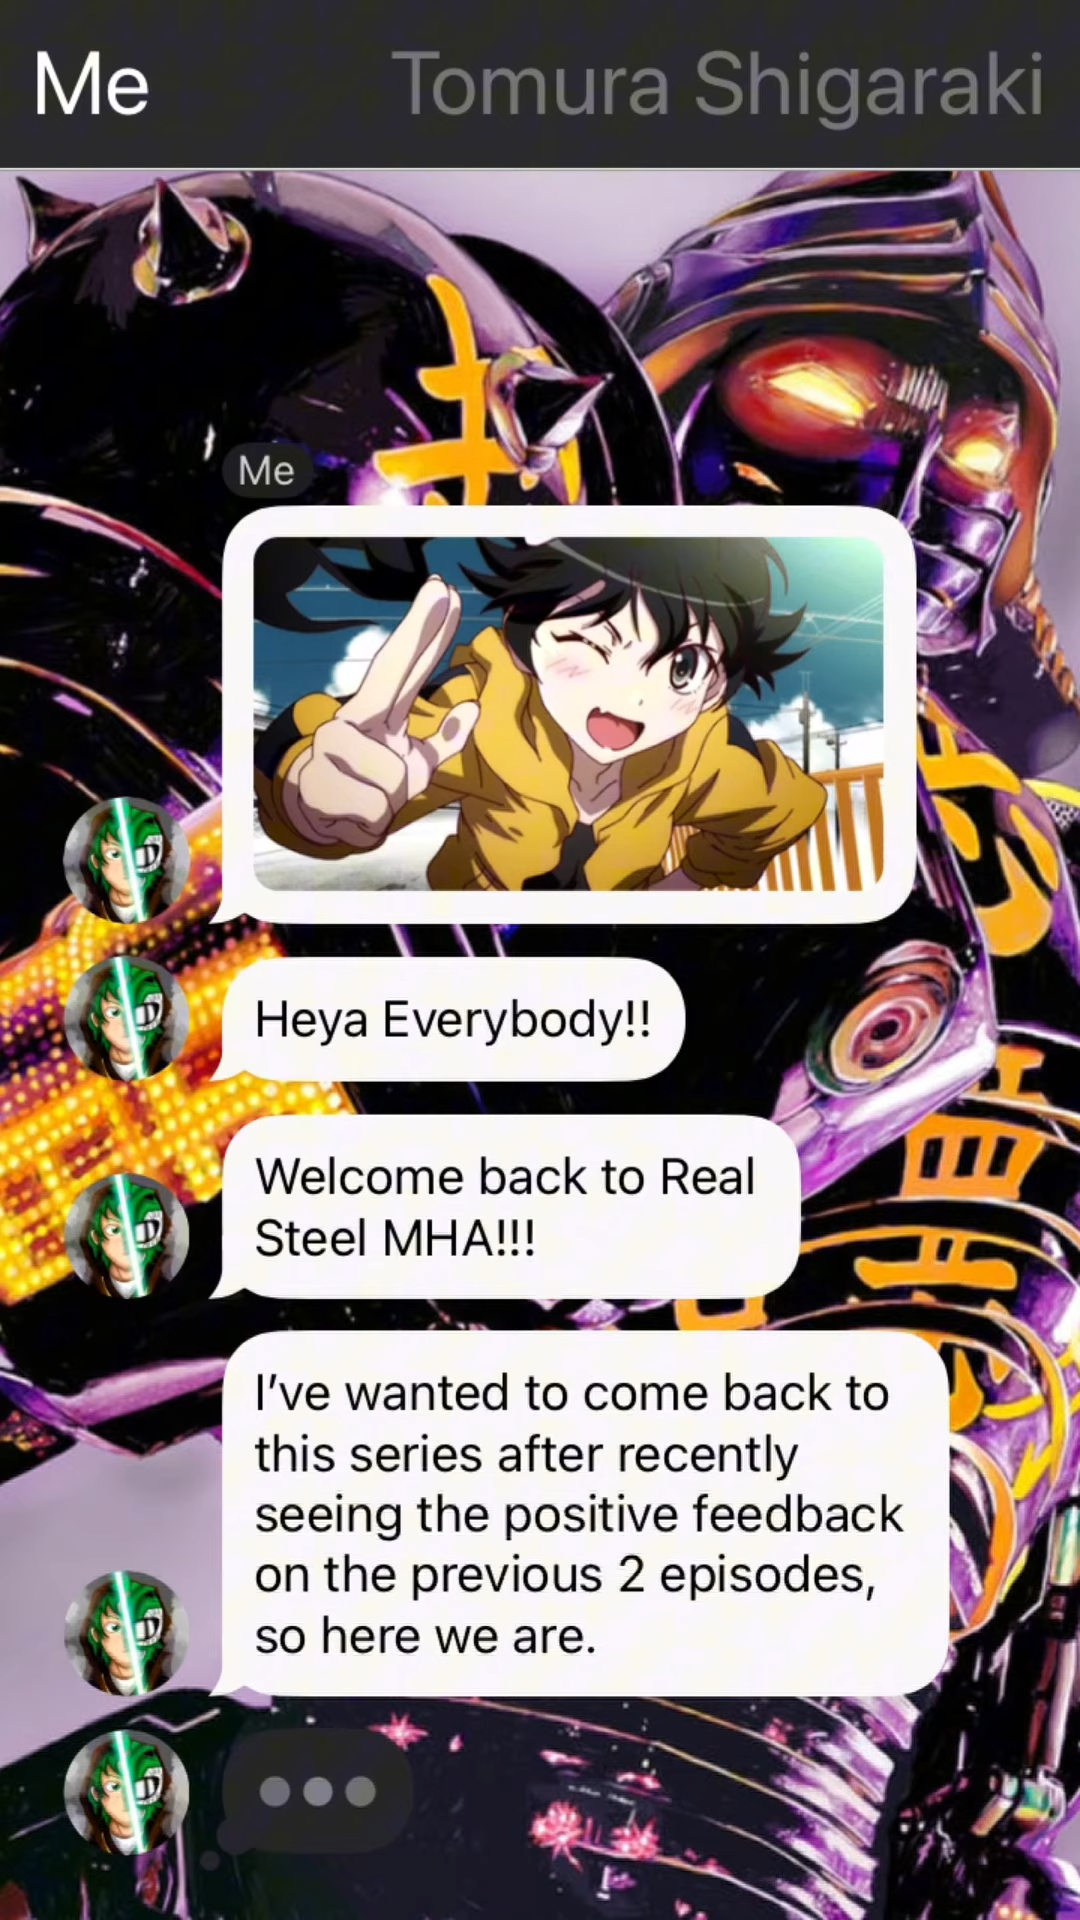 Me Tomura Shigaraki
Me
Heya Everybody!!
Welcome back to Real
Steel MHA!!!
I’ve wanted to come back to
this series after recently
seeing the positive feedback
on the previous 2 episodes,
so here we are.